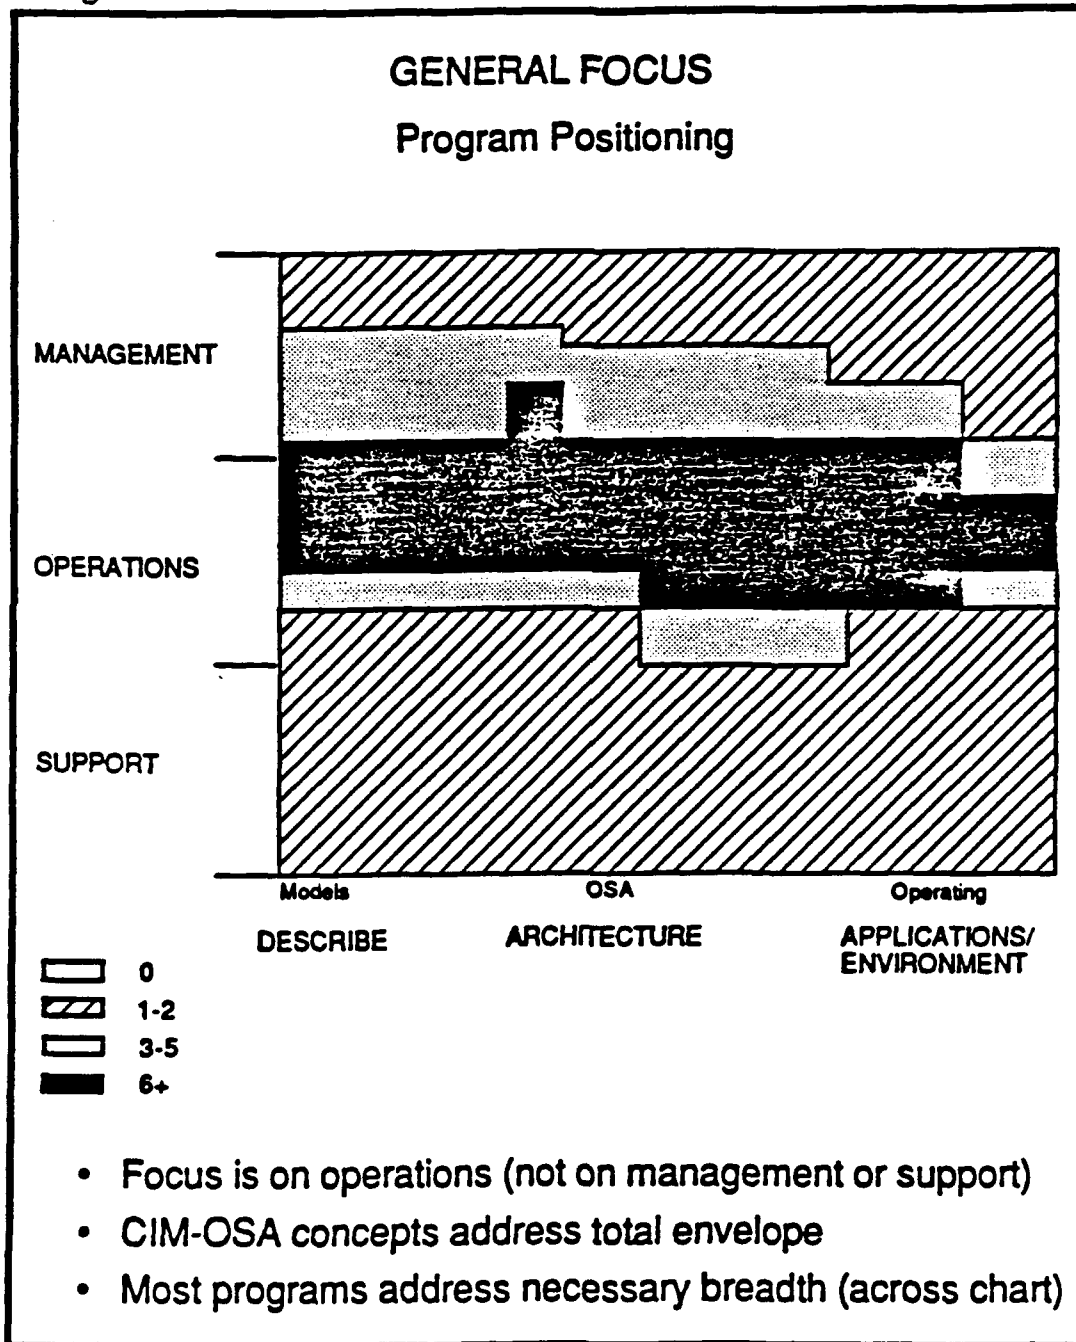 GENERAL FOCUS
Program Positioning
MANAGEMENT
OPERATIONS
SUPPORT
Models OSA Operating
DESCRIBE ARCHITECTURE APPLICATIONS/
ENVIRONMENT
0
1-2
3-5
6+
• Focus is on operations (not on management or support)
• CIM-OSA concepts address total envelope
• Most programs address necessary breadth (across chart)